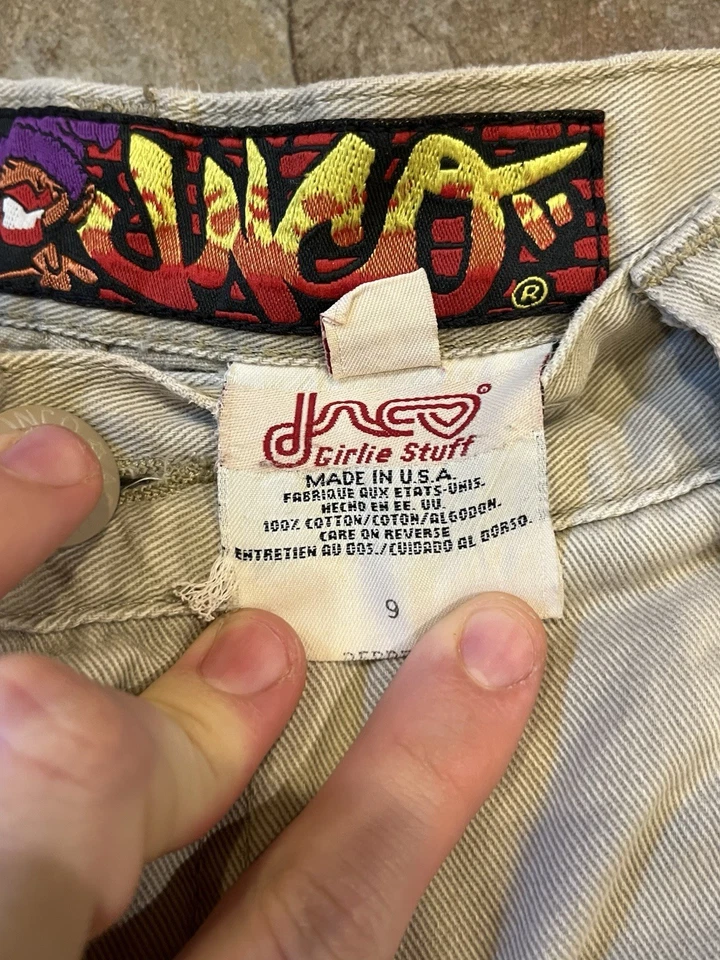 JNCO
®
JNCO
Girlie Stuff
MADE IN U.S.A.
FABRIQUE AUX ETATS-UNIS.
HECHO EN EE. UU.
100% COTTON/COTON/ALGODON.
CARE ON REVERSE
ENTRETIEN AU DOS./CUIDADO AL DORSO.
9